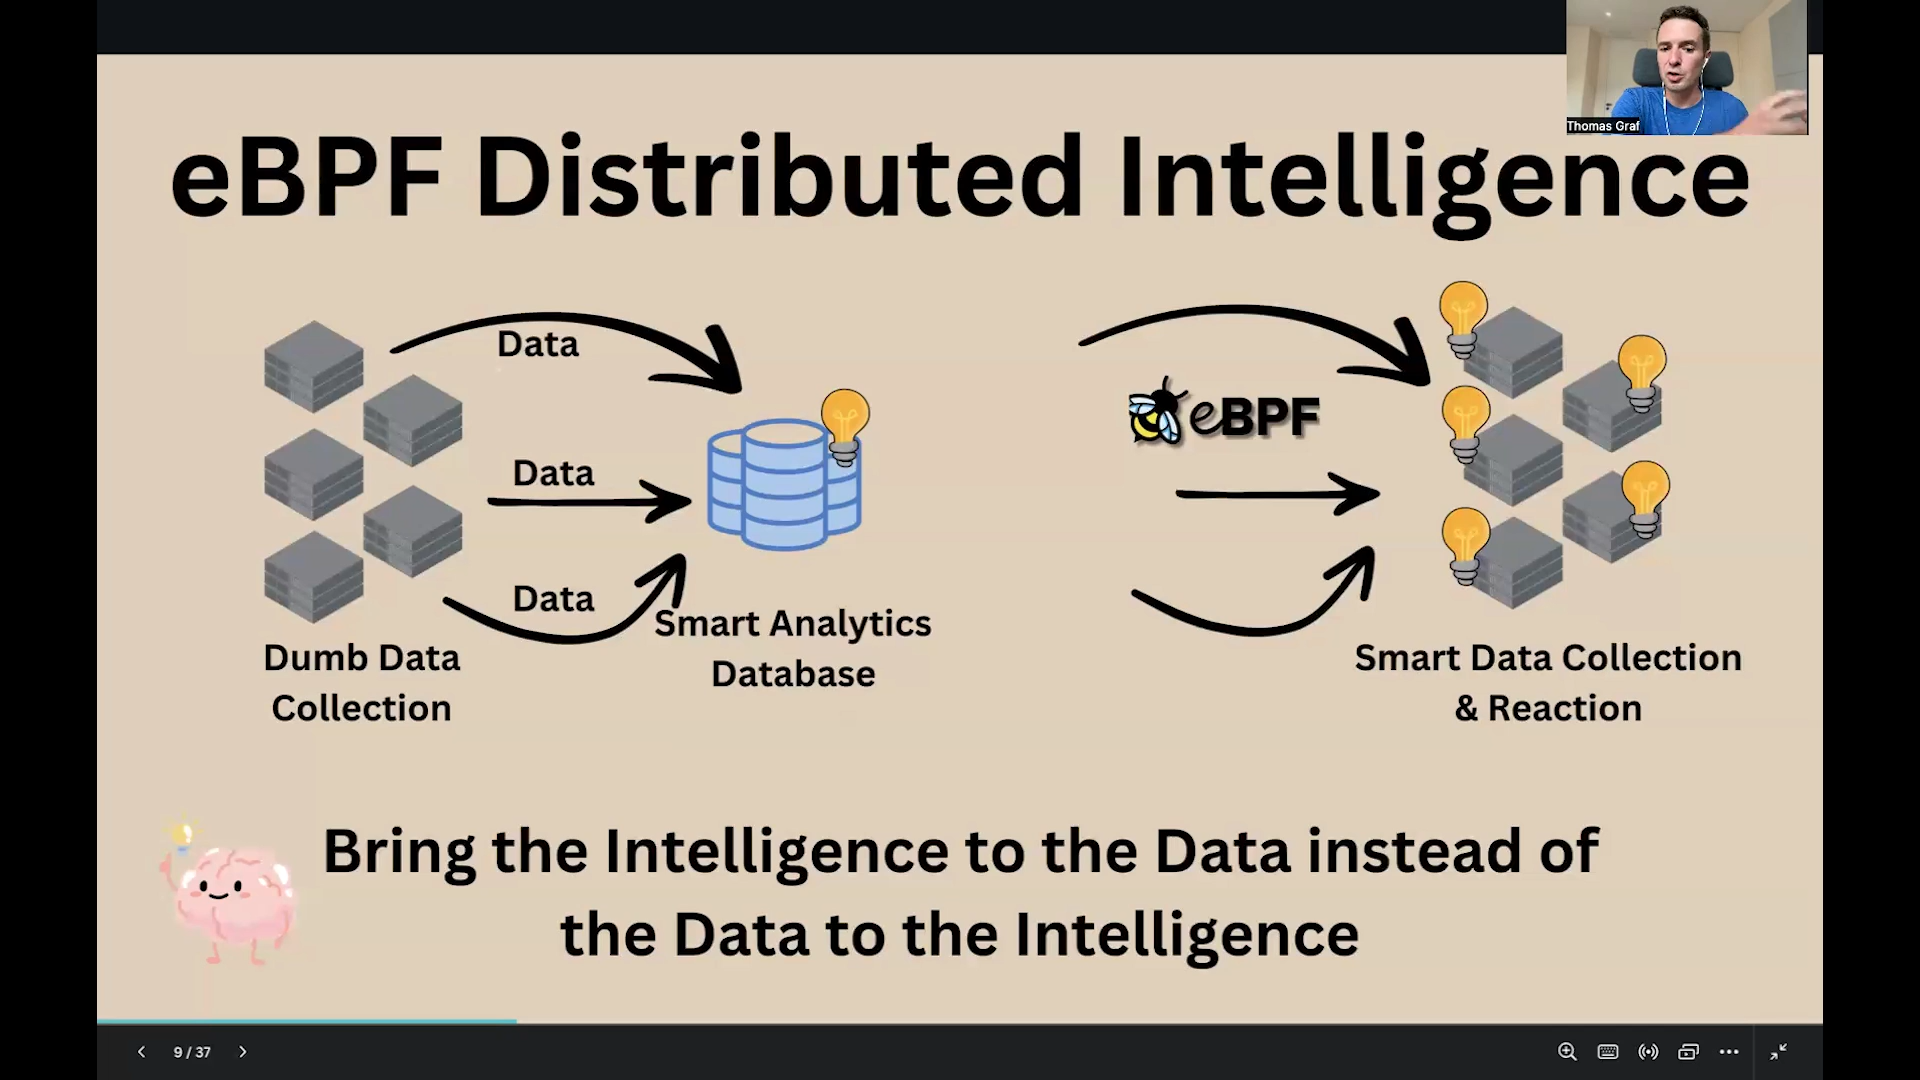 Thomas Graf
eBPF Distributed Intelligence
Data
Data
Data
Dumb Data
Collection
Smart Analytics
Database
eBPF
Smart Data Collection
& Reaction
Bring the Intelligence to the Data instead of
the Data to the Intelligence
9 / 37